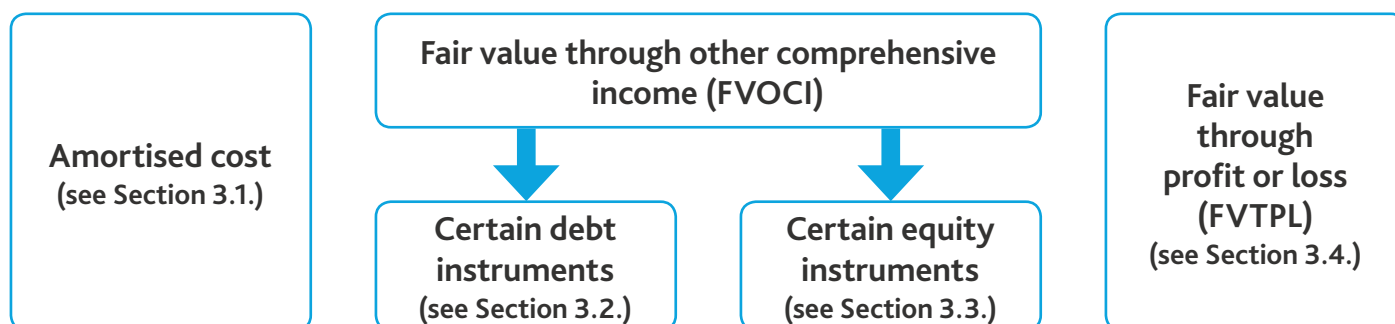 Amortised cost
(see Section 3.1.)
Fair value through other comprehensive
income (FVOCI)
Certain debt
instruments
(see Section 3.2.)
Certain equity
instruments
(see Section 3.3.)
Fair value
through
profit or loss
(FVTPL)
(see Section 3.4.)